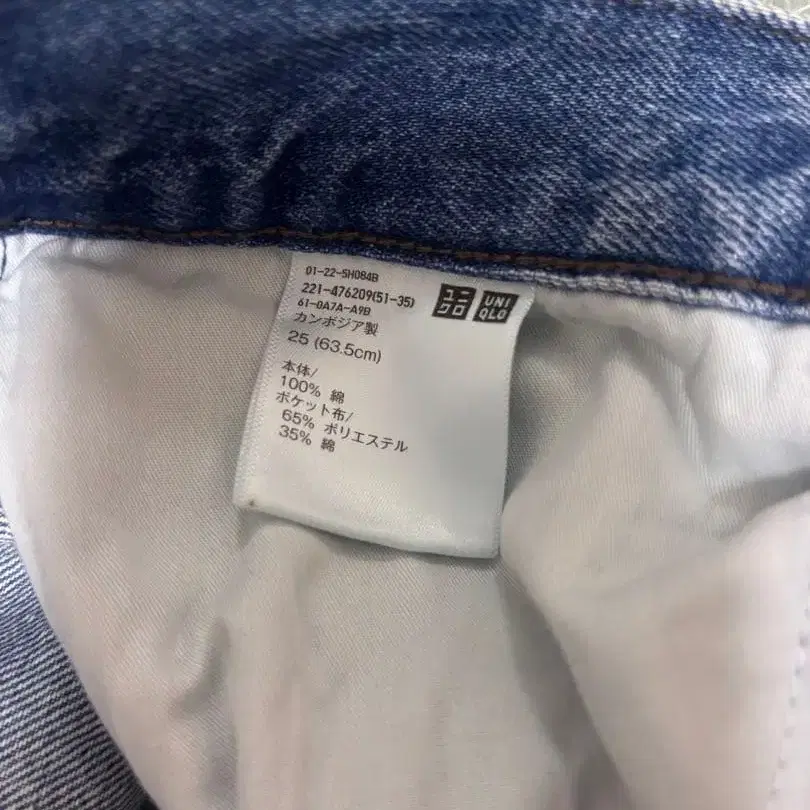 01-22-5H084B
221-476209(51-35)
61-0A7A-A9B
カンボジア製
25 (63.5cm)
ユニ
クロ
UNI
QLO
本体/
100% 綿
ポケット布/
65% ポリエステル
35% 綿